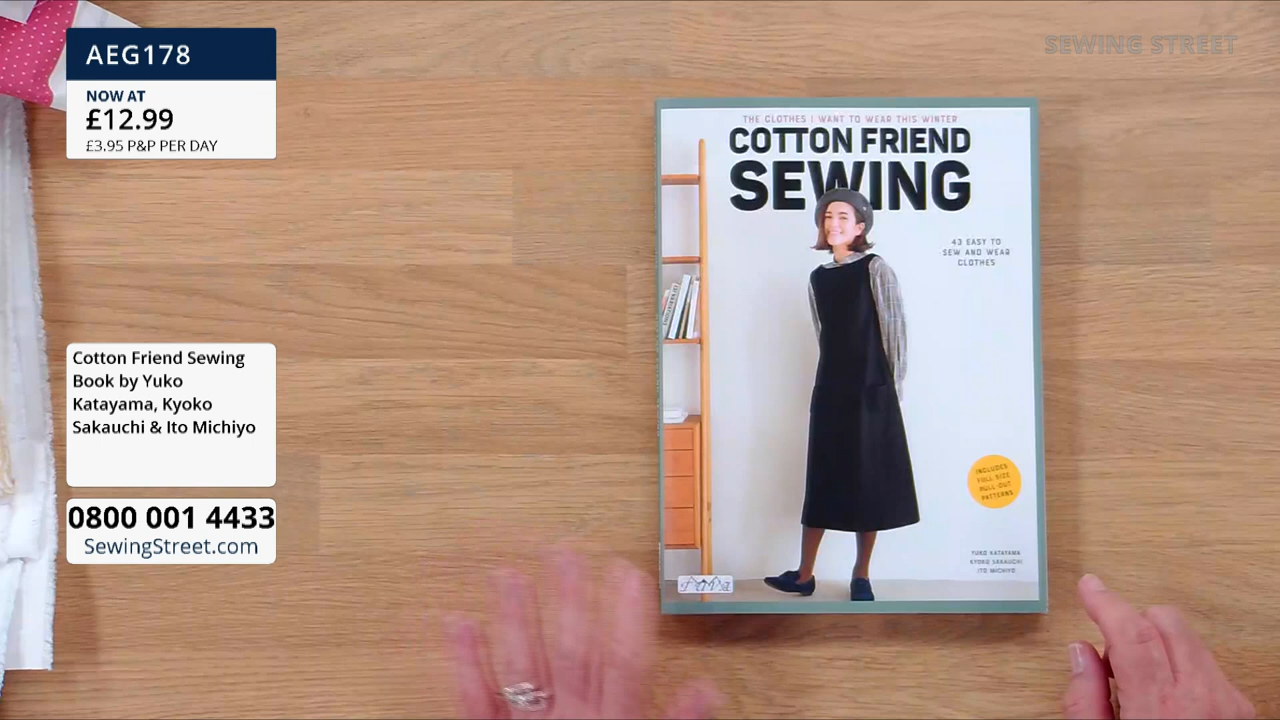 AEG178
NOW AT
£12.99
£3.95 P&P PER DAY
Cotton Friend Sewing
Book by Yuko
Katayama, Kyoko
Sakauchi & Ito Michiyo
0800 001 4433
SewingStreet.com
SEWING STREET
THE CLOTHES I WANT TO WEAR THIS WINTER
COTTON FRIEND
SEWING
43 EASY TO
SEW AND WEAR
CLOTHES
INCLUDES
FULL SIZE
PULL-OUT
PATTERNS
YUKO KATAYAMA
KYOKO SAKAUCHI
ITO MICHIYO